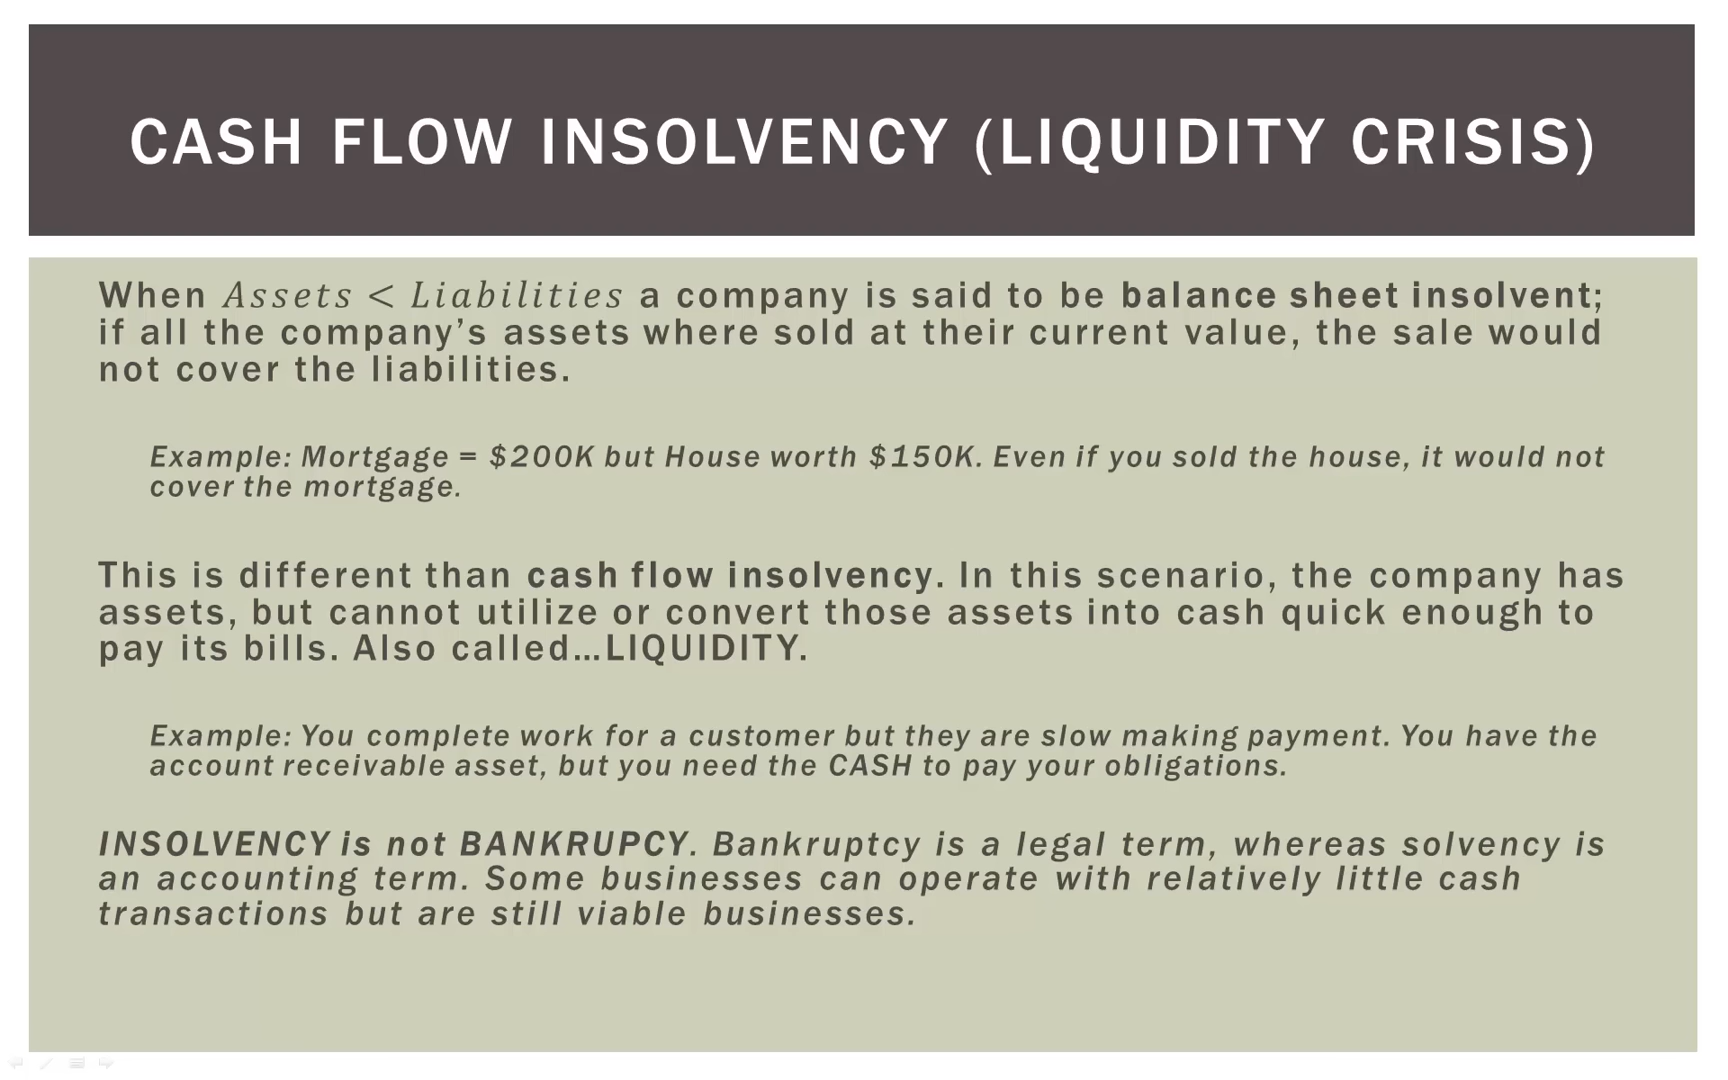 CASH FLOW INSOLVENCY (LIQUIDITY CRISIS)
When Assets < Liabilities a company is said to be balance sheet insolvent;
if all the company’s assets where sold at their current value, the sale would
not cover the liabilities.
Example: Mortgage = $200K but House worth $150K. Even if you sold the house, it would not
cover the mortgage.
This is different than cash flow insolvency. In this scenario, the company has
assets, but cannot utilize or convert those assets into cash quick enough to
pay its bills. Also called…LIQUIDITY.
Example: You complete work for a customer but they are slow making payment. You have the
account receivable asset, but you need the CASH to pay your obligations.
INSOLVENCY is not BANKRUPCY. Bankruptcy is a legal term, whereas solvency is
an accounting term. Some businesses can operate with relatively little cash
transactions but are still viable businesses.